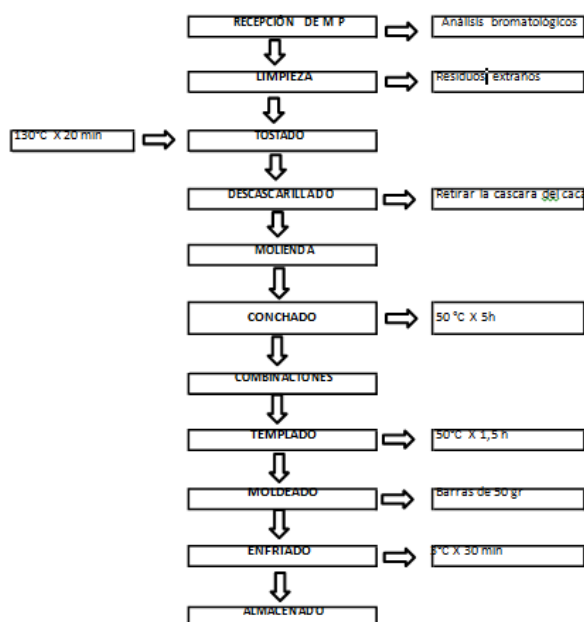 RECEPCIÓN DE M P
Análisis bromatológicos
LIMPIEZA
Residuos extraños
130°C X 20 min
TOSTADO
DESCASCARILLADO
Retirar la cascara del caca
MOLIENDA
CONCHADO
50 °C X 5h
COMBINACIONES
TEMPLADO
50°C X 1,5 h
MOLDEADO
Barras de 50 gr
ENFRIADO
°C X 30 min
ALMACENADO